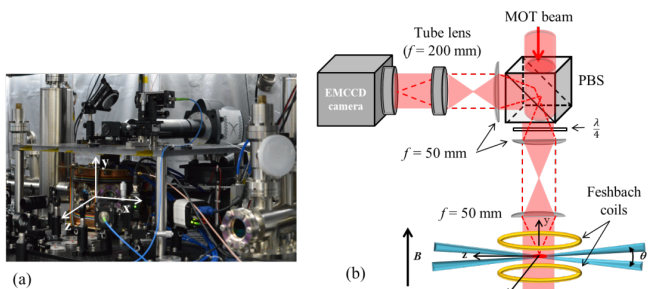 MOT beam
Tube lens
(f = 200 mm)
PBS
EMCCD
camera
λ/4
f = 50 mm
Feshbach
coils
f = 50 mm
y
y
x
z
z
B
θ
(a)
(b)